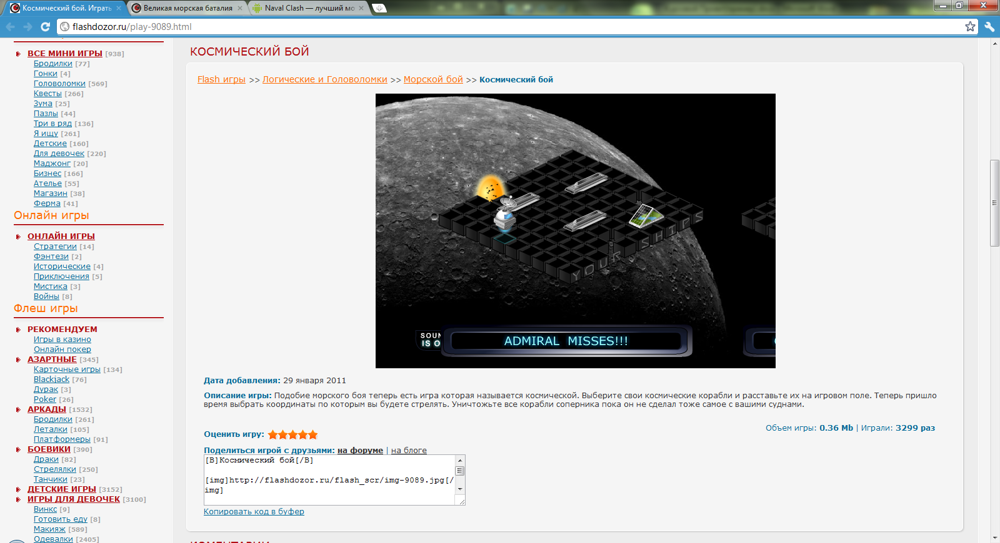 Космический бой. Играть
Великая морская баталия
Naval Clash — лучший мо
flashdozor.ru/play-9089.html
ВСЕ МИНИ ИГРЫ [938]
Бродилки [77]
Гонки [4]
Головоломки [569]
Квесты [266]
Зума [25]
Пазлы [44]
Три в ряд [136]
Я ищу [261]
Детские [160]
Для девочек [220]
Маджонг [20]
Бизнес [166]
Ателье [55]
Магазин [38]
Ферма [41]
Онлайн игры
ОНЛАЙН ИГРЫ
Стратегии [14]
Фэнтези [2]
Исторические [4]
Приключения [5]
Мистика [3]
Войны [8]
Флеш игры
РЕКОМЕНДУЕМ
Игры в казино
Онлайн покер
АЗАРТНЫЕ [345]
Карточные игры [134]
Blackjack [76]
Дурак [3]
Poker [26]
АРКАДЫ [1532]
Бродилки [261]
Леталки [105]
Платформеры [91]
БОЕВИКИ [390]
Драки [82]
Стрелялки [250]
Танчики [23]
ДЕТСКИЕ ИГРЫ [3152]
ИГРЫ ДЛЯ ДЕВОЧЕК [3100]
Винкс [9]
Готовить еду [8]
Макияж [589]
Одевалки [2405]
КОСМИЧЕСКИЙ БОЙ
Flash игры >> Логические и Головоломки >> Морской бой >> Космический бой
YOUR SHIPS
SOUN
IS O
ADMIRAL MISSES!!!
Дата добавления: 29 января 2011
Описание игры: Подобие морского боя теперь есть игра которая называется космической. Выберите свои космические корабли и расставьте их на игровом поле. Теперь пришло
время выбрать координаты по которым вы будете стрелять. Уничтожьте все корабли соперника пока он не сделал тоже самое с вашими суднами.
Объем игры: 0.36 Mb | Играли: 3299 раз
Оценить игру:
Поделиться игрой с друзьями: на форуме | на блоге
[B]Космический бой[/B]
[img]http://flashdozor.ru/flash_scr/img-9089.jpg[/
img]
Копировать код в буфер
КОМЕНТАРИИ